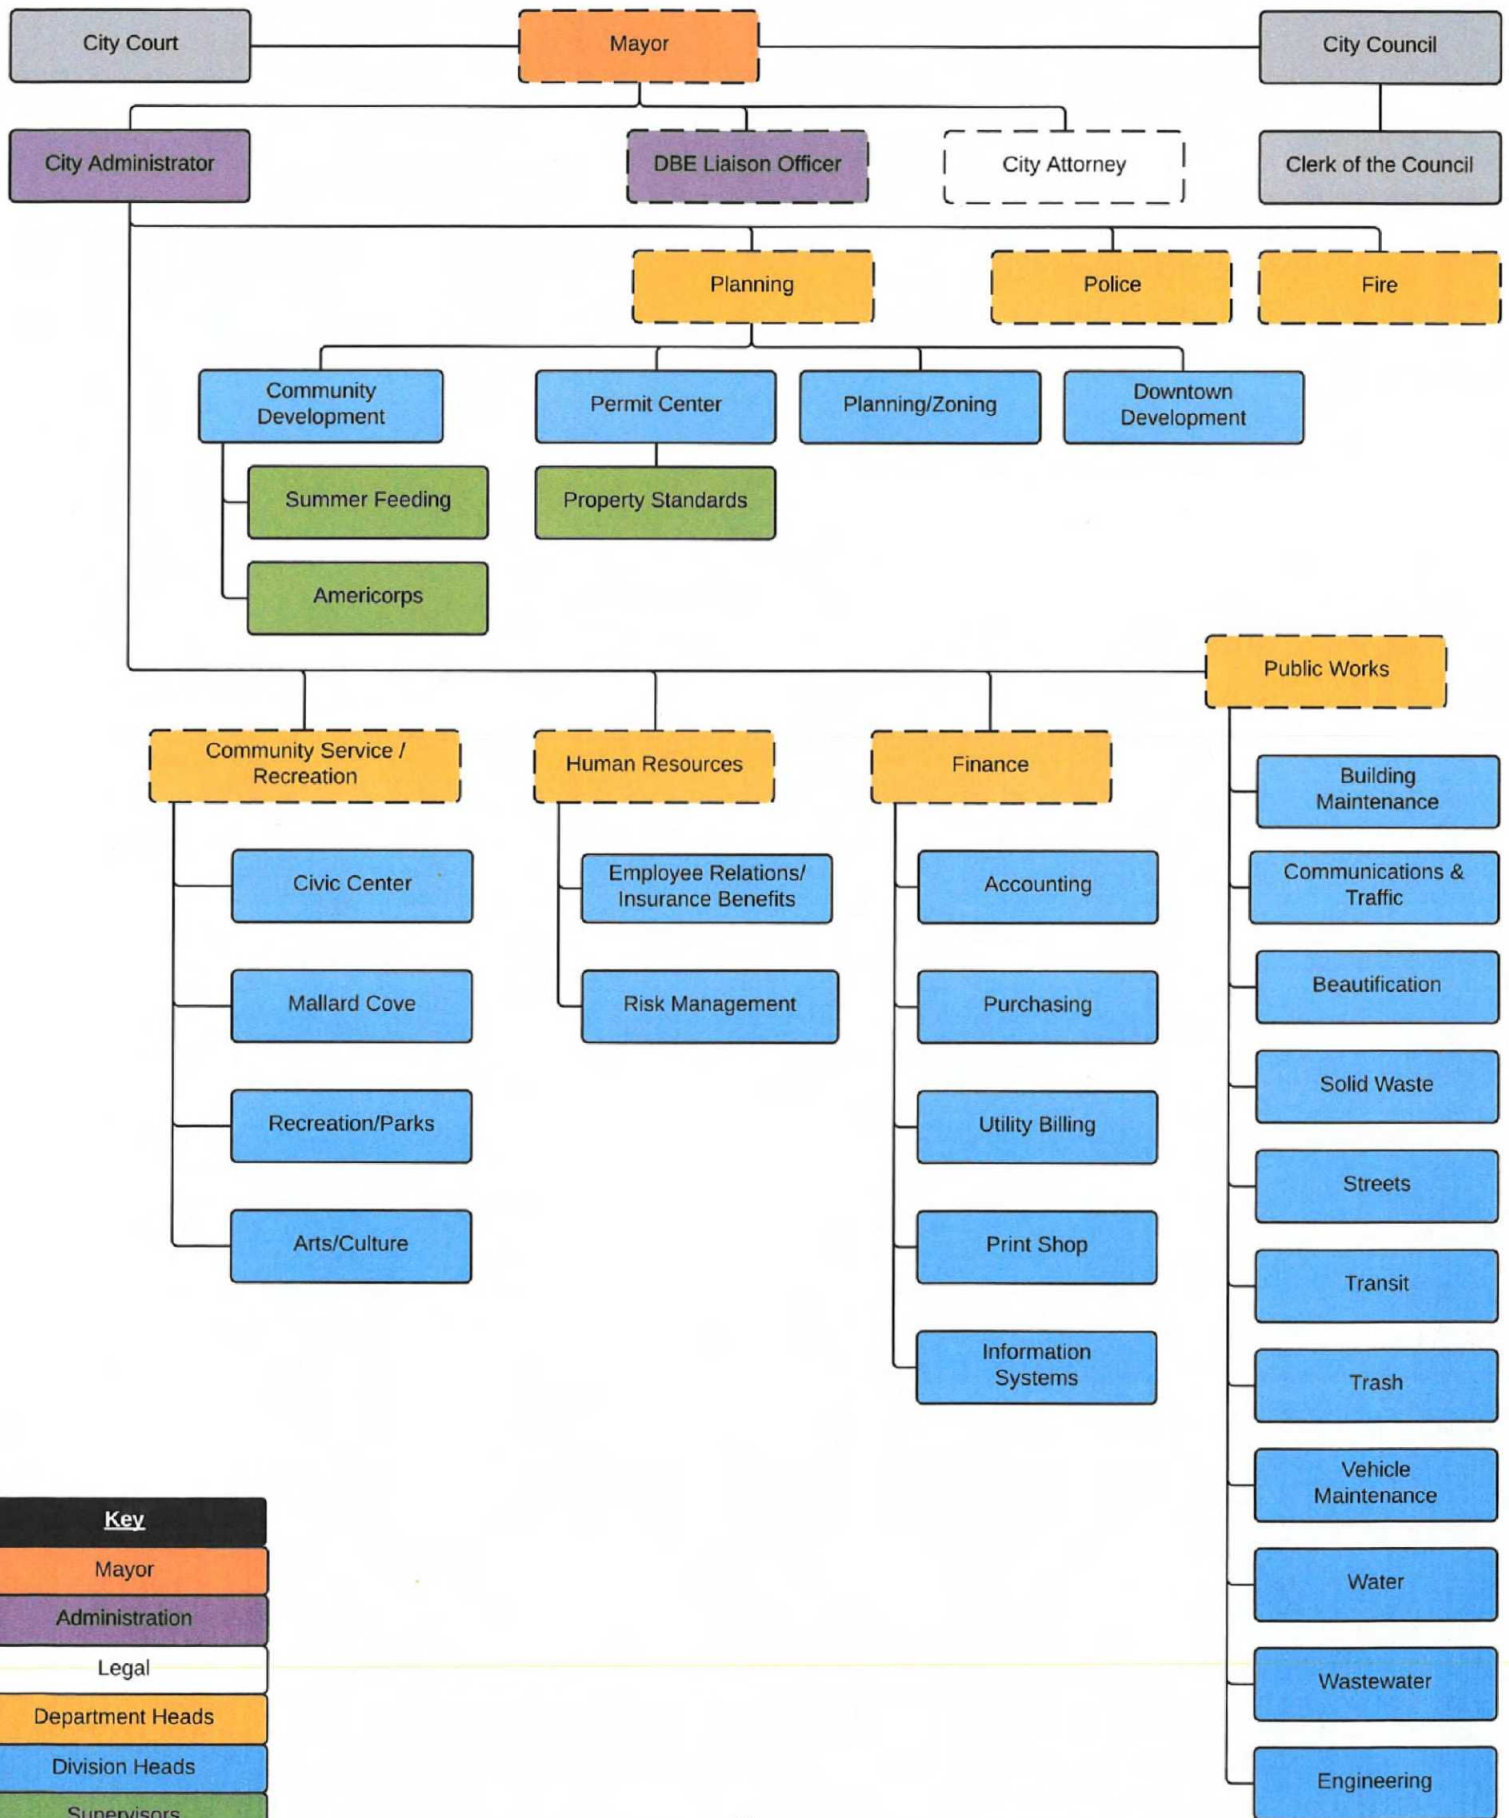 City Court
Mayor
City Council
City Administrator
DBE Liaison Officer
City Attorney
Clerk of the Council
Planning
Police
Fire
Community
Development
Permit Center
Planning/Zoning
Downtown
Development
Summer Feeding
Property Standards
Americorps
Public Works
Community Service /
Recreation
Human Resources
Finance
Building
Maintenance
Civic Center
Employee Relations/
Insurance Benefits
Accounting
Communications &
Traffic
Mallard Cove
Risk Management
Purchasing
Beautification
Solid Waste
Recreation/Parks
Utility Billing
Streets
Arts/Culture
Print Shop
Transit
Information
Systems
Trash
Vehicle
Maintenance
Water
Wastewater
Engineering
Key
Mayor
Administration
Legal
Department Heads
Division Heads
Supervisors